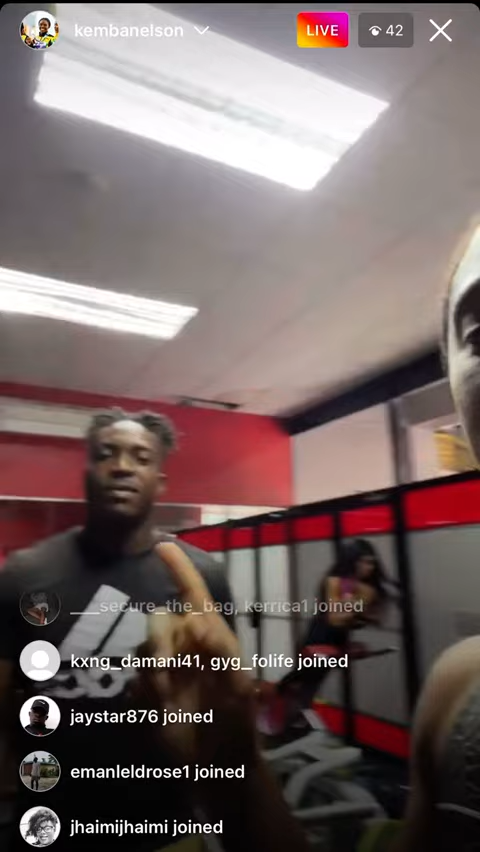 kembanelson
LIVE
42
___secure_the_bag, kerrica1 joined
kxng_damani41, gyg_folife joined
jaystar876 joined
emanleldrose1 joined
jhaimijhaimi joined